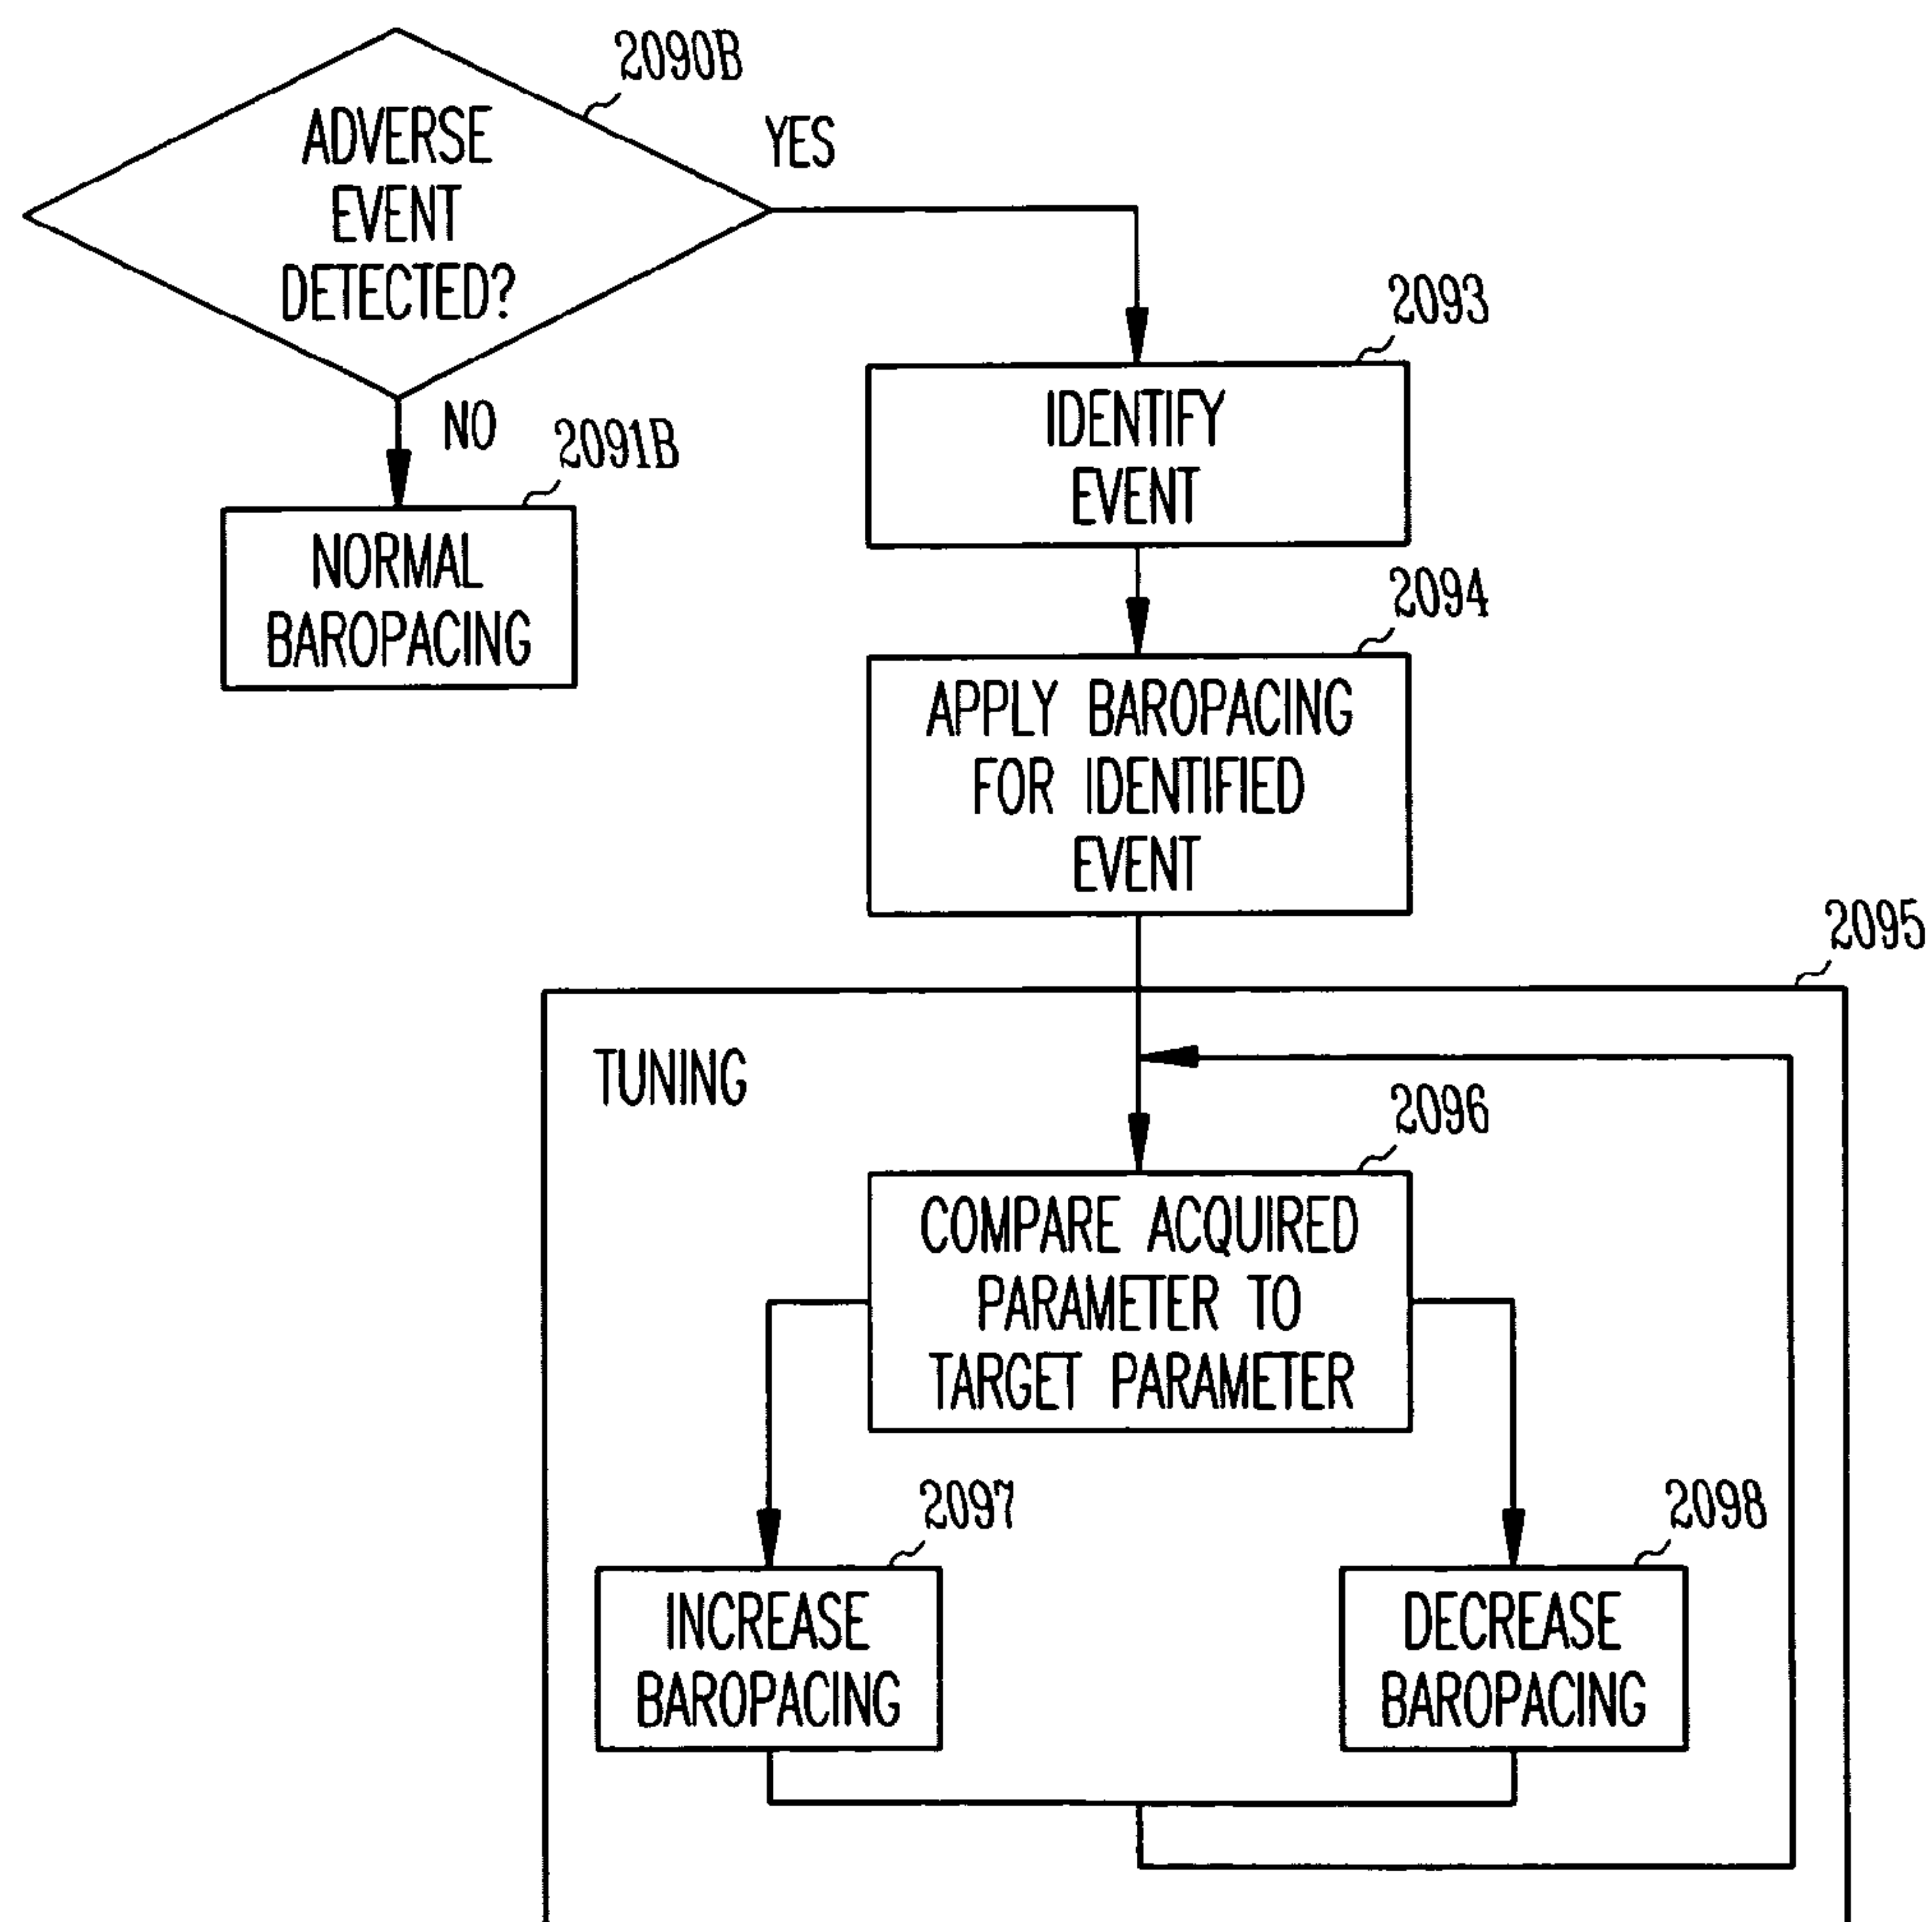 2090B
ADVERSE
EVENT
DETECTED?
YES
NO
2091B
NORMAL
BAROPACING
2093
IDENTIFY
EVENT
2094
APPLY BAROPACING
FOR IDENTIFIED
EVENT
2095
TUNING
2096
COMPARE ACQUIRED
PARAMETER TO
TARGET PARAMETER
2097
INCREASE
BAROPACING
2098
DECREASE
BAROPACING